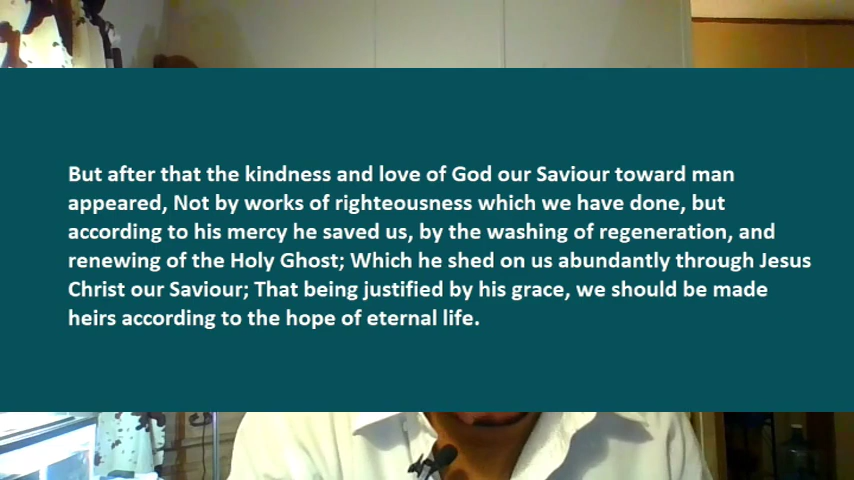 But after that the kindness and love of God our Saviour toward man
appeared, Not by works of righteousness which we have done, but
according to his mercy he saved us, by the washing of regeneration, and
renewing of the Holy Ghost; Which he shed on us abundantly through Jesus
Christ our Saviour; That being justified by his grace, we should be made
heirs according to the hope of eternal life.